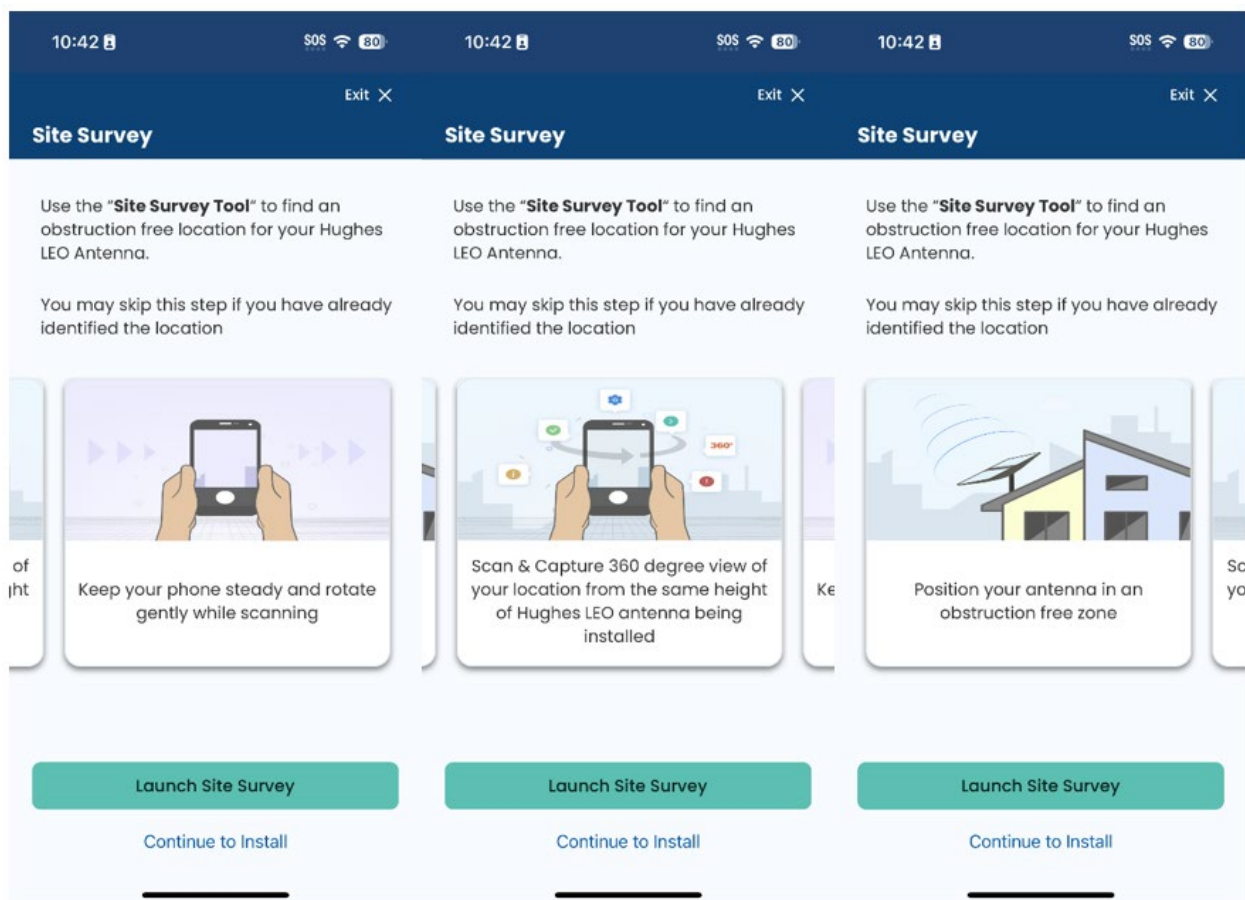 10:42
SOS 80
Exit
Site Survey
Use the "Site Survey Tool" to find an
obstruction free location for your Hughes
LEO Antenna.
You may skip this step if you have already
identified the location
of
ght
Keep your phone steady and rotate
gently while scanning
Launch Site Survey
Continue to Install
10:42
SOS 80
Exit
Site Survey
Use the "Site Survey Tool" to find an
obstruction free location for your Hughes
LEO Antenna.
You may skip this step if you have already
identified the location
360°
Scan & Capture 360 degree view of
your location from the same height
of Hughes LEO antenna being
installed
Ke
Launch Site Survey
Continue to Install
10:42
SOS 80
Exit
Site Survey
Use the "Site Survey Tool" to find an
obstruction free location for your Hughes
LEO Antenna.
You may skip this step if you have already
identified the location
Position your antenna in an
obstruction free zone
Sc
yo
Launch Site Survey
Continue to Install